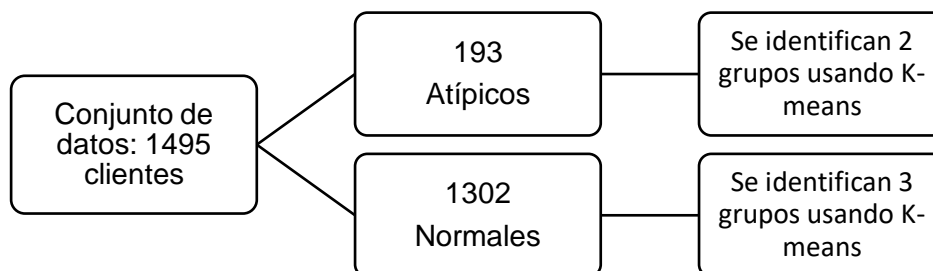 Conjunto de
datos: 1495
clientes
193
Atípicos
Se identifican 2
grupos usando K-
means
1302
Normales
Se identifican 3
grupos usando K-
means